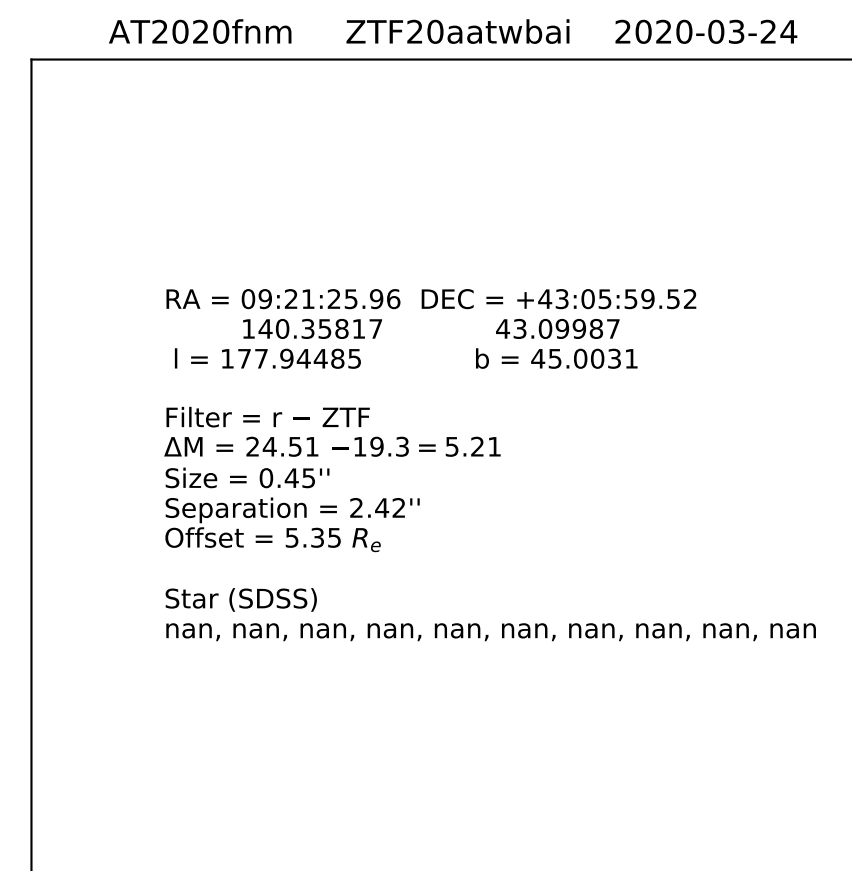 AT2020fnm ZTF20aatwbai 2020-03-24
RA = 09:21:25.96 DEC = +43:05:59.52
140.35817 43.09987
l = 177.94485 b = 45.0031
Filter = r − ZTF
ΔM = 24.51 −19.3 = 5.21
Size = 0.45''
Separation = 2.42''
Offset = 5.35 Re
Star (SDSS)
nan, nan, nan, nan, nan, nan, nan, nan, nan, nan